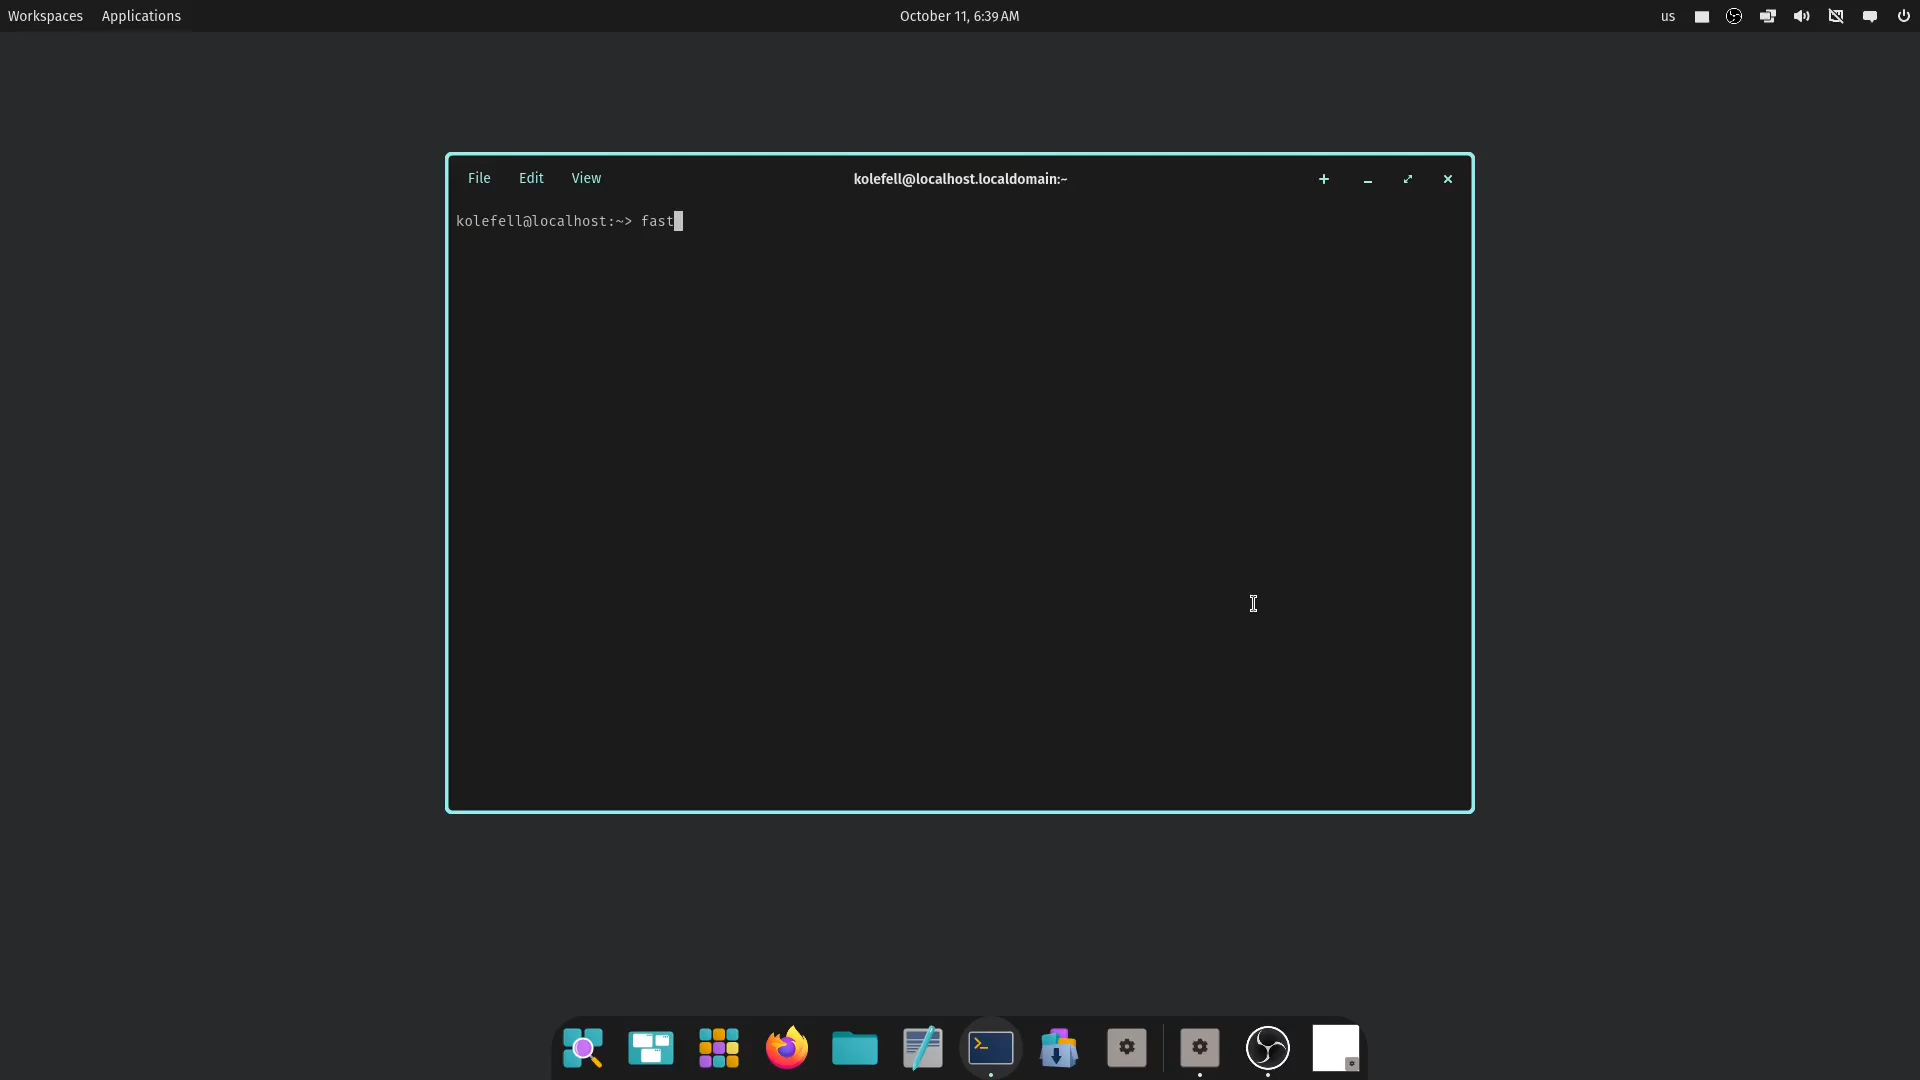 Workspaces Applications October 11, 6:39 AM us
File Edit View kolefell@localhost.localdomain:~
kolefell@localhost:~> fast